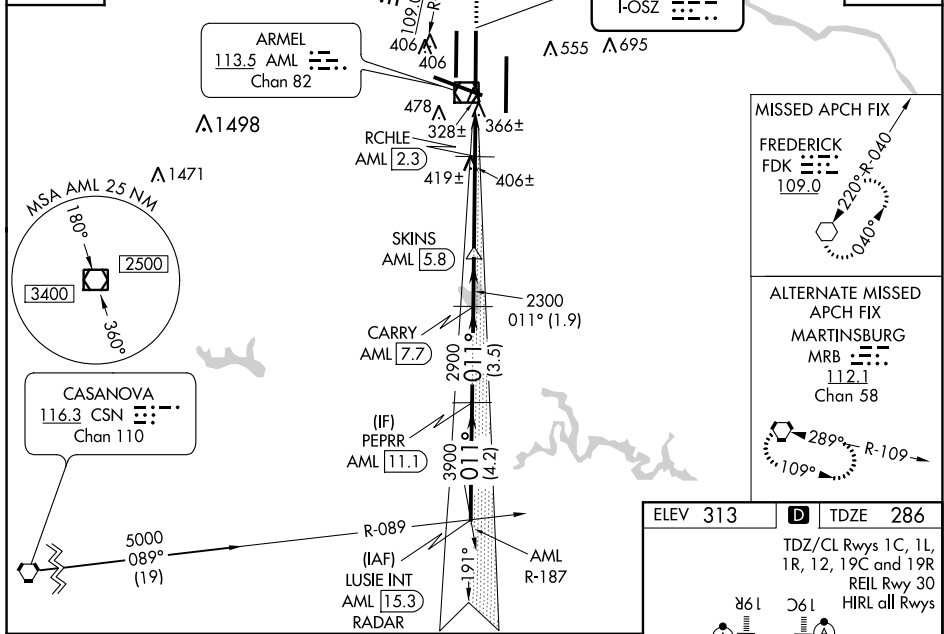 109.0
R-
I-OSZ
ARMEL
113.5 AML
Chan 82
406
406
555
695
478
328±
366±
1498
RCHLE
AML 2.3
419±
406±
1471
MSA AML 25 NM
180°
2500
3400
360°
SKINS
AML 5.8
2300
011° (1.9)
CARRY
AML 7.7
2900
011°
(3.5)
CASANOVA
116.3 CSN
Chan 110
(IF)
PEPRR
AML 11.1
3900
011°
(4.2)
5000
089°
(19)
R-089
(IAF)
LUSIE INT
AML 15.3
RADAR
191°
AML
R-187
MISSED APCH FIX
FREDERICK
FDK
109.0
220°
R-040
040°
ALTERNATE MISSED
APCH FIX
MARTINSBURG
MRB
112.1
Chan 58
289°
R-109
109°
ELEV 313
D
TDZE 286
TDZ/CL Rwys 1C, 1L,
1R, 12, 19C and 19R
REIL Rwy 30
HIRL all Rwys
19R
19C
A